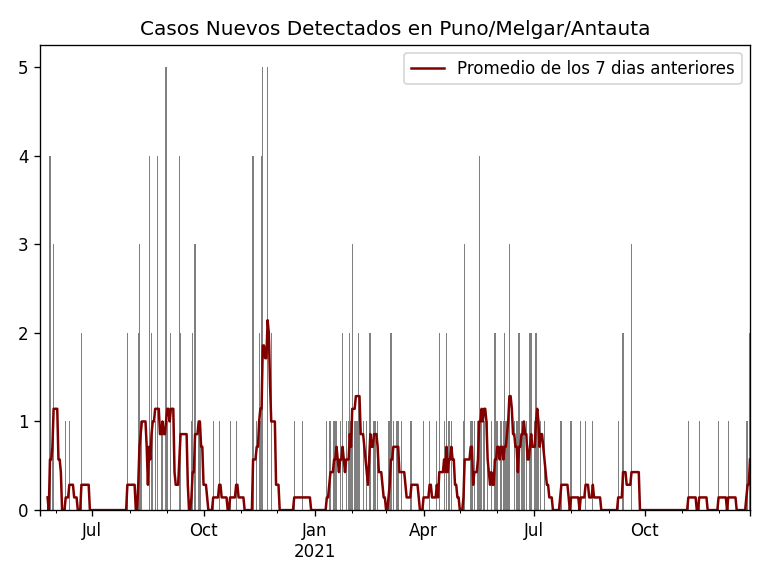 Casos Nuevos Detectados en Puno/Melgar/Antauta
Promedio de los 7 dias anteriores
5
4
3
2
1
0
Jul
Oct
Jan
2021
Apr
Jul
Oct